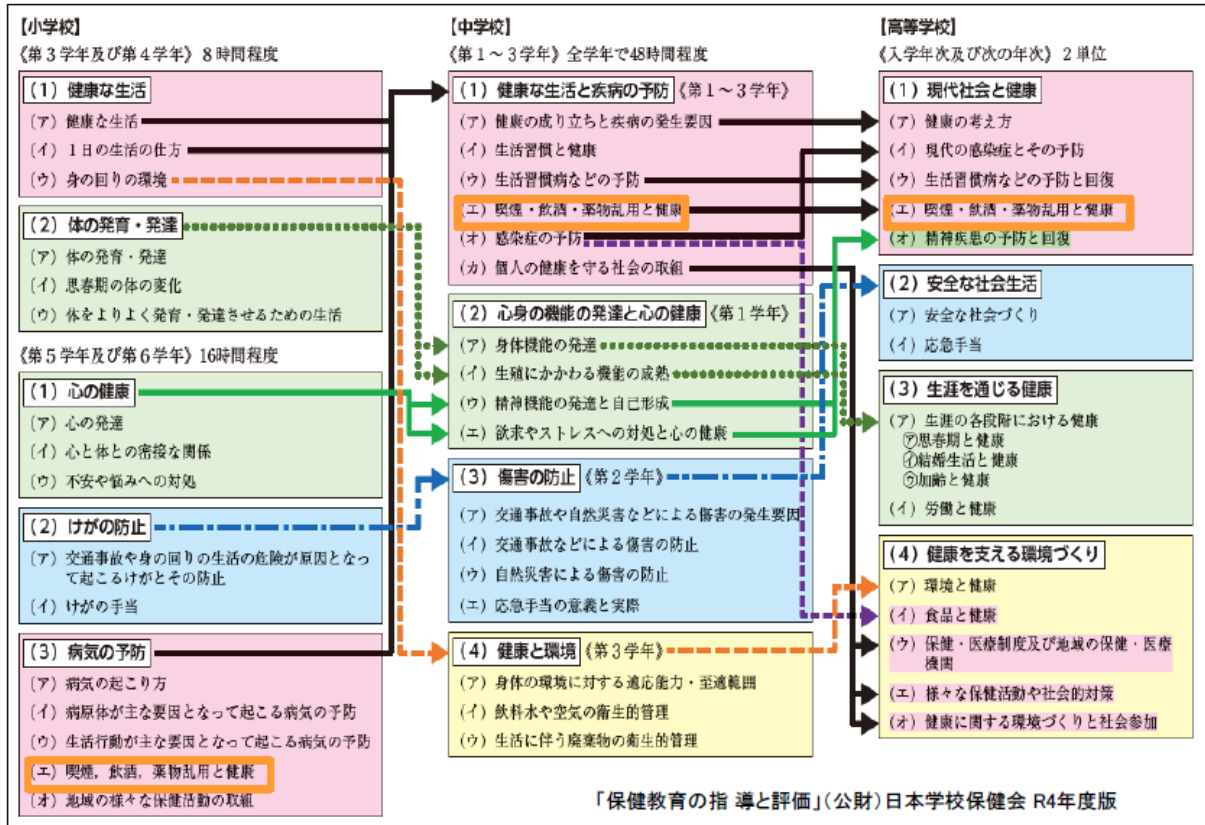 【小学校】
《第3学年及び第4学年》8時間程度
(1) 健康な生活
(ア) 健康な生活
(イ) 1日の生活の仕方
(ウ) 身の回りの環境
(2) 体の発育・発達
(ア) 体の発育・発達
(イ) 思春期の体の変化
(ウ) 体をよりよく発育・発達させるための生活
《第5学年及び第6学年》16時間程度
(1) 心の健康
(ア) 心の発達
(イ) 心と体との密接な関係
(ウ) 不安や悩みへの対処
(2) けがの防止
(ア) 交通事故や身の回りの生活の危険が原因となっ
て起こるけがとその防止
(イ) けがの手当
(3) 病気の予防
(ア) 病気の起こり方
(イ) 病原体が主な要因となって起こる病気の予防
(ウ) 生活行動が主な要因となって起こる病気の予防
(エ) 喫煙，飲酒，薬物乱用と健康
(オ) 地域の様々な保健活動の取組
【中学校】
《第1～3学年》全学年で48時間程度
(1) 健康な生活と疾病の予防《第1～3学年》
(ア) 健康の成り立ちと疾病の発生要因
(イ) 生活習慣と健康
(ウ) 生活習慣病などの予防
(エ) 喫煙・飲酒・薬物乱用と健康
(オ) 感染症の予防
(カ) 個人の健康を守る社会の取組
(2) 心身の機能の発達と心の健康《第1学年》
(ア) 身体機能の発達
(イ) 生殖にかかわる機能の成熟
(ウ) 精神機能の発達と自己形成
(エ) 欲求やストレスへの対処と心の健康
(3) 傷害の防止《第2学年》
(ア) 交通事故や自然災害などによる傷害の発生要因
(イ) 交通事故などによる傷害の防止
(ウ) 自然災害による傷害の防止
(エ) 応急手当の意義と実際
(4) 健康と環境《第3学年》
(ア) 身体の環境に対する適応能力・至適範囲
(イ) 飲料水や空気の衛生的管理
(ウ) 生活に伴う廃棄物の衛生的管理
【高等学校】
《入学年次及び次の年次》2単位
(1) 現代社会と健康
(ア) 健康の考え方
(イ) 現代の感染症とその予防
(ウ) 生活習慣病などの予防と回復
(エ) 喫煙・飲酒・薬物乱用と健康
(オ) 精神疾患の予防と回復
(2) 安全な社会生活
(ア) 安全な社会づくり
(イ) 応急手当
(3) 生涯を通じる健康
(ア) 生涯の各段階における健康
㋐思春期と健康
㋑結婚生活と健康
㋒加齢と健康
(イ) 労働と健康
(4) 健康を支える環境づくり
(ア) 環境と健康
(イ) 食品と健康
(ウ) 保健・医療制度及び地域の保健・医療
機関
(エ) 様々な保健活動や社会的対策
(オ) 健康に関する環境づくりと社会参加
「保健教育の指 導と評価」(公財)日本学校保健会 R4年度版